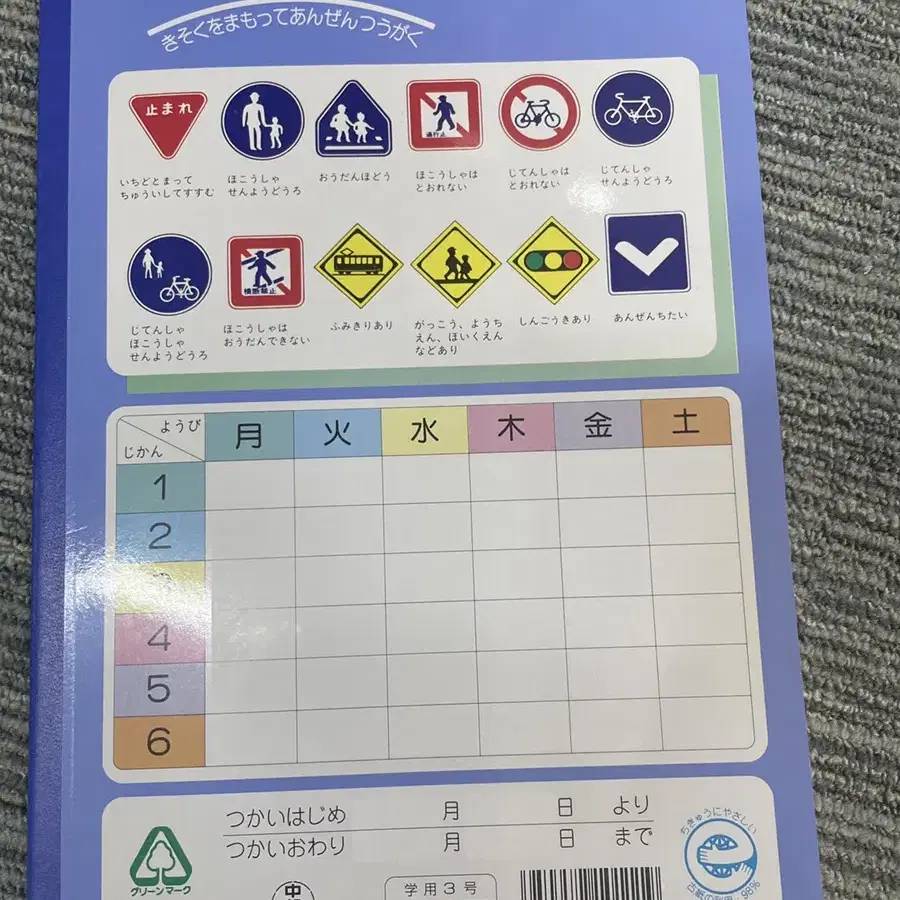 きそくをまもってあんぜんつうがく
止まれ
通行止
いちどとまって
ちゅういしてすすむ
ほこうしゃ
せんようどうろ
おうだんほどう
ほこうしゃは
とおれない
じてんしゃは
とおれない
じてんしゃ
せんようどうろ
横断禁止
じてんしゃ
ほこうしゃ
せんようどうろ
ほこうしゃは
おうだんできない
ふみきりあり
がっこう、ようち
えん、ほいくえん
などあり
しんごうきあり
あんぜんちたい
ようび
じかん
月 火 水 木 金 土
1
2
3
4
5
6
つかいはじめ 月 日 より
つかいおわり 月 日 まで
グリーンマーク
中
学用3号
ちきゅうにやさしい
98%